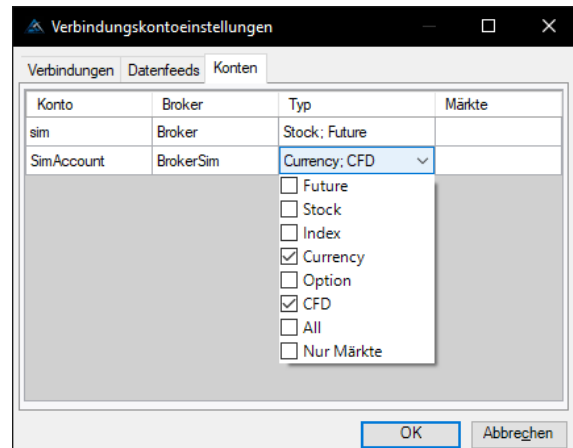 Verbindungskontoeinstellungen
Verbindungen Datenfeeds Konten
Konto Broker Typ Märkte
sim Broker Stock; Future
SimAccount BrokerSim Currency; CFD
Future
Stock
Index
Currency
Option
CFD
All
Nur Märkte
OK Abbrechen